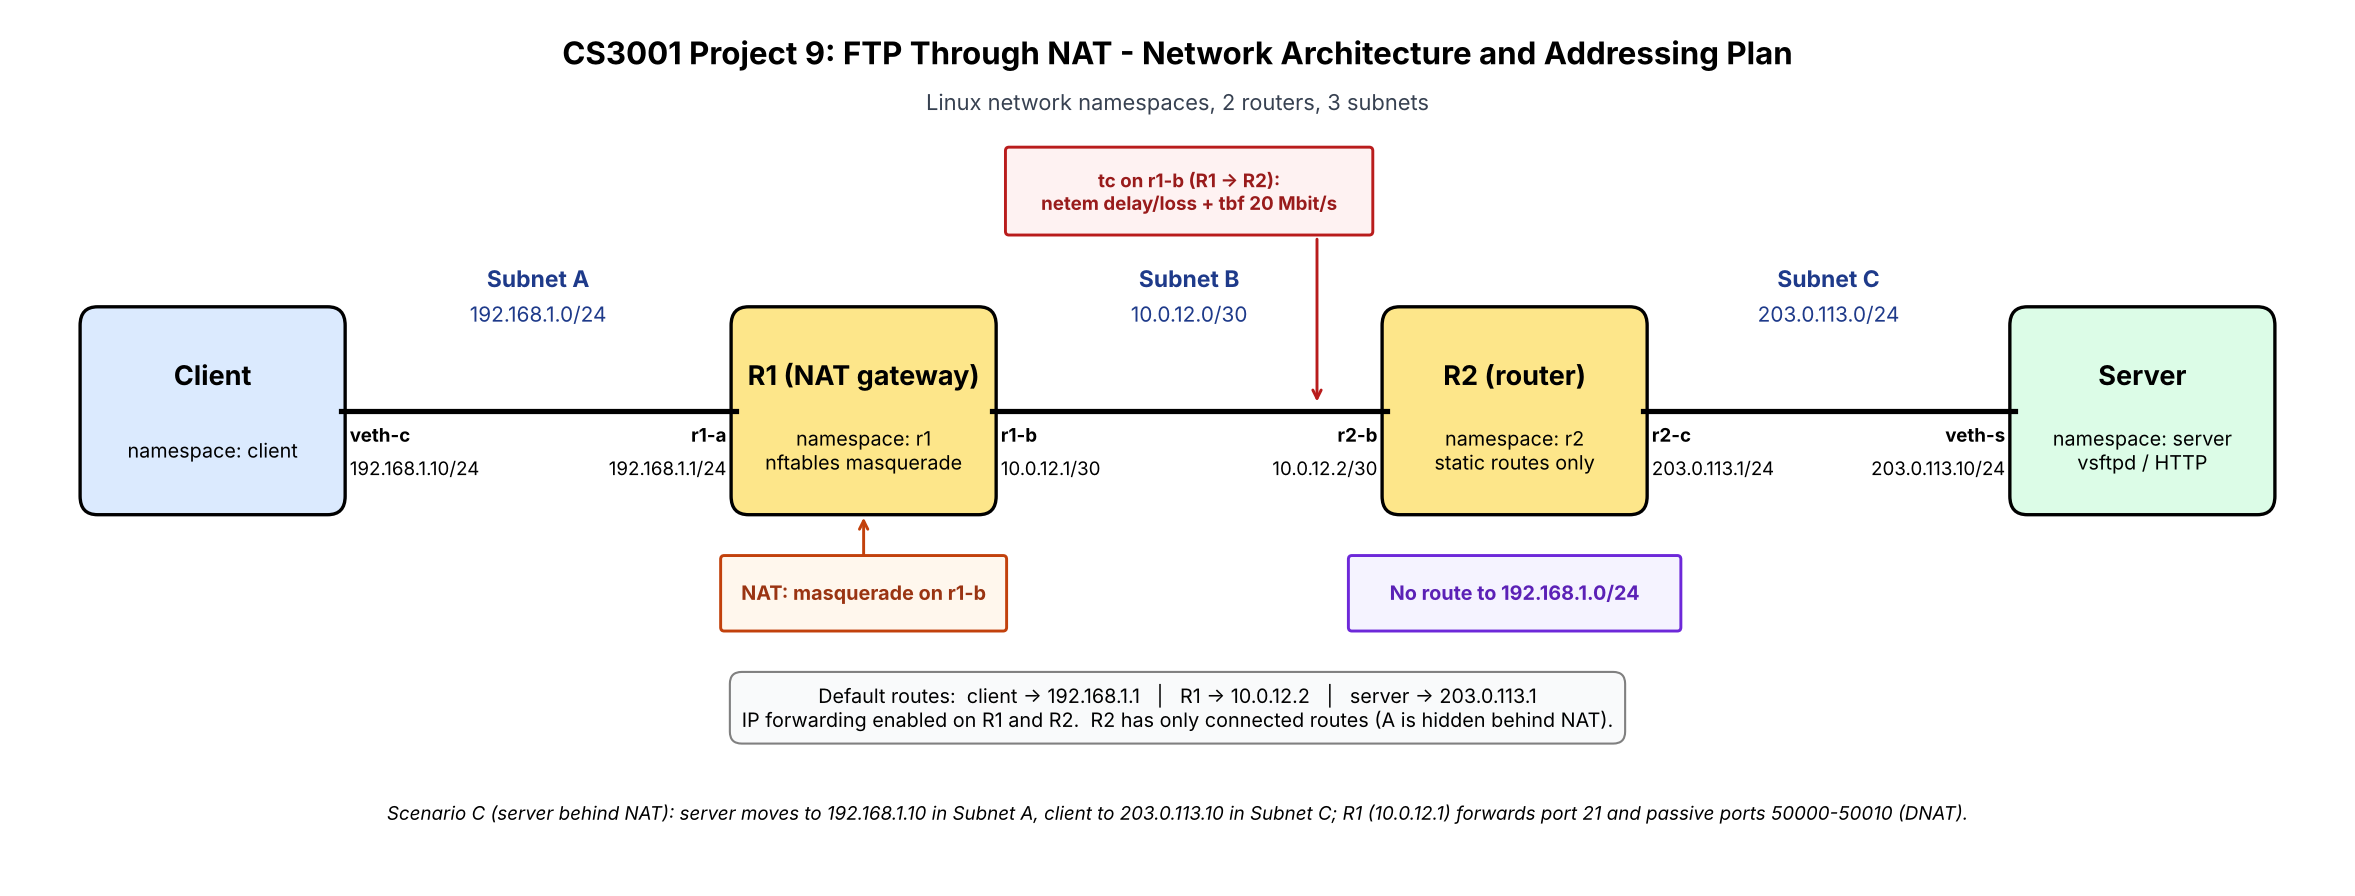 CS3001 Project 9: FTP Through NAT - Network Architecture and Addressing Plan
Linux network namespaces, 2 routers, 3 subnets
tc on r1-b (R1 → R2):
netem delay/loss + tbf 20 Mbit/s
Subnet A
192.168.1.0/24
Subnet B
10.0.12.0/30
Subnet C
203.0.113.0/24
Client
namespace: client
veth-c
192.168.1.10/24
r1-a
192.168.1.1/24
R1 (NAT gateway)
namespace: r1
nftables masquerade
r1-b
10.0.12.1/30
r2-b
10.0.12.2/30
R2 (router)
namespace: r2
static routes only
r2-c
203.0.113.1/24
veth-s
203.0.113.10/24
Server
namespace: server
vsftpd / HTTP
NAT: masquerade on r1-b
No route to 192.168.1.0/24
Default routes:  client → 192.168.1.1  |  R1 → 10.0.12.2  |  server → 203.0.113.1
IP forwarding enabled on R1 and R2.  R2 has only connected routes (A is hidden behind NAT).
Scenario C (server behind NAT): server moves to 192.168.1.10 in Subnet A, client to 203.0.113.10 in Subnet C; R1 (10.0.12.1) forwards port 21 and passive ports 50000-50010 (DNAT).